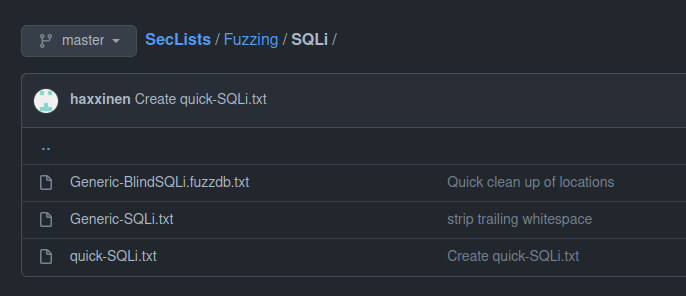 master SecLists / Fuzzing / SQLi /
haxxinen Create quick-SQLi.txt
..
Generic-BlindSQLi.fuzzdb.txt Quick clean up of locations
Generic-SQLi.txt strip trailing whitespace
quick-SQLi.txt Create quick-SQLi.txt